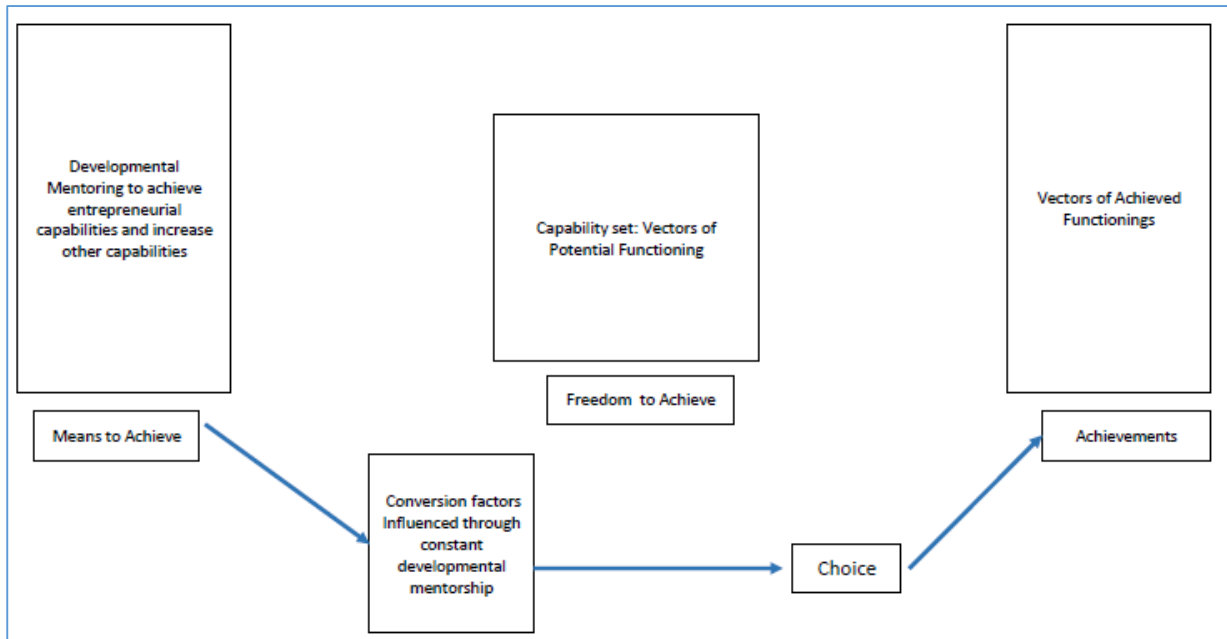 Developmental
Mentoring to achieve
entrepreneurial
capabilities and increase
other capabilities
Means to Achieve
Conversion factors
Influenced through
constant
developmental
mentorship
Capability set: Vectors of
Potential Functioning
Freedom to Achieve
Choice
Vectors of Achieved
Functionings
Achievements